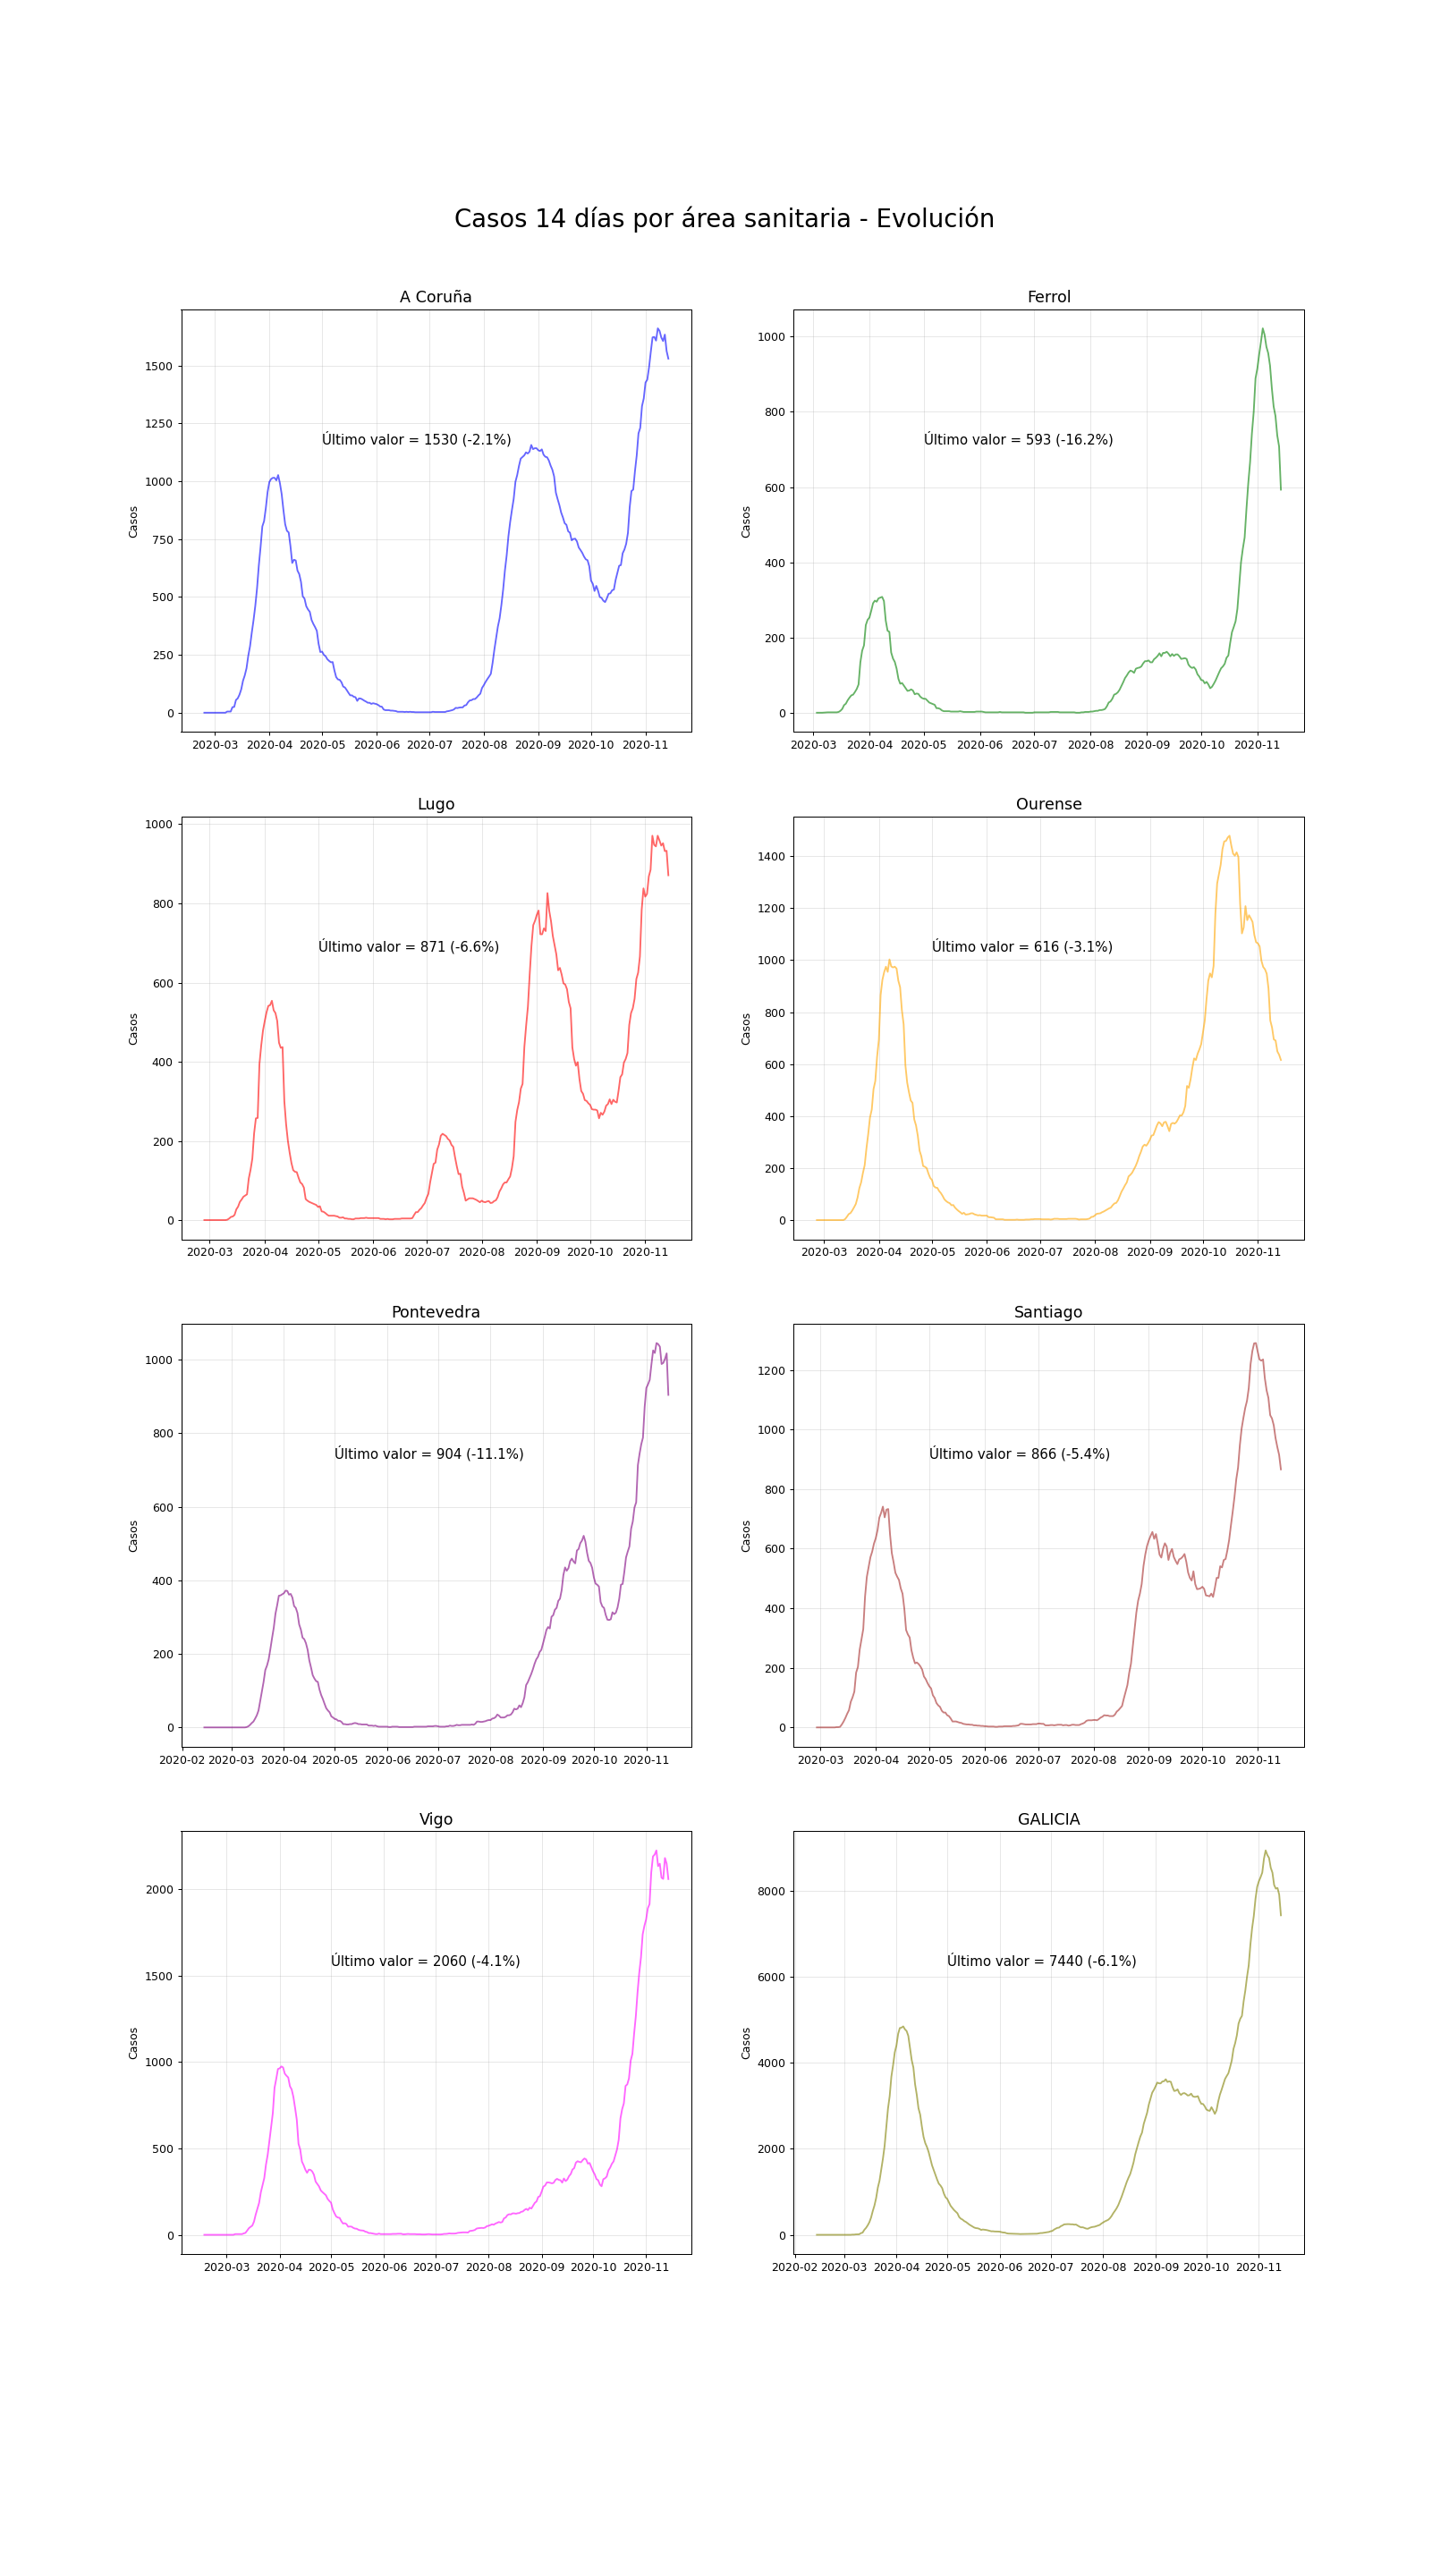 Casos 14 días por área sanitaria - Evolución
A Coruña
Casos
1500
1250
1000
750
500
250
0
Último valor = 1530 (-2.1%)
2020-03 2020-04 2020-05 2020-06 2020-07 2020-08 2020-09 2020-10 2020-11
Ferrol
Casos
1000
800
600
400
200
0
Último valor = 593 (-16.2%)
2020-03 2020-04 2020-05 2020-06 2020-07 2020-08 2020-09 2020-10 2020-11
Lugo
Casos
1000
800
600
400
200
0
Último valor = 871 (-6.6%)
2020-03 2020-04 2020-05 2020-06 2020-07 2020-08 2020-09 2020-10 2020-11
Ourense
Casos
1400
1200
1000
800
600
400
200
0
Último valor = 616 (-3.1%)
2020-03 2020-04 2020-05 2020-06 2020-07 2020-08 2020-09 2020-10 2020-11
Pontevedra
Casos
1000
800
600
400
200
0
Último valor = 904 (-11.1%)
2020-02 2020-03 2020-04 2020-05 2020-06 2020-07 2020-08 2020-09 2020-10 2020-11
Santiago
Casos
1200
1000
800
600
400
200
0
Último valor = 866 (-5.4%)
2020-03 2020-04 2020-05 2020-06 2020-07 2020-08 2020-09 2020-10 2020-11
Vigo
Casos
2000
1500
1000
500
0
Último valor = 2060 (-4.1%)
2020-03 2020-04 2020-05 2020-06 2020-07 2020-08 2020-09 2020-10 2020-11
GALICIA
Casos
8000
6000
4000
2000
0
Último valor = 7440 (-6.1%)
2020-02 2020-03 2020-04 2020-05 2020-06 2020-07 2020-08 2020-09 2020-10 2020-11